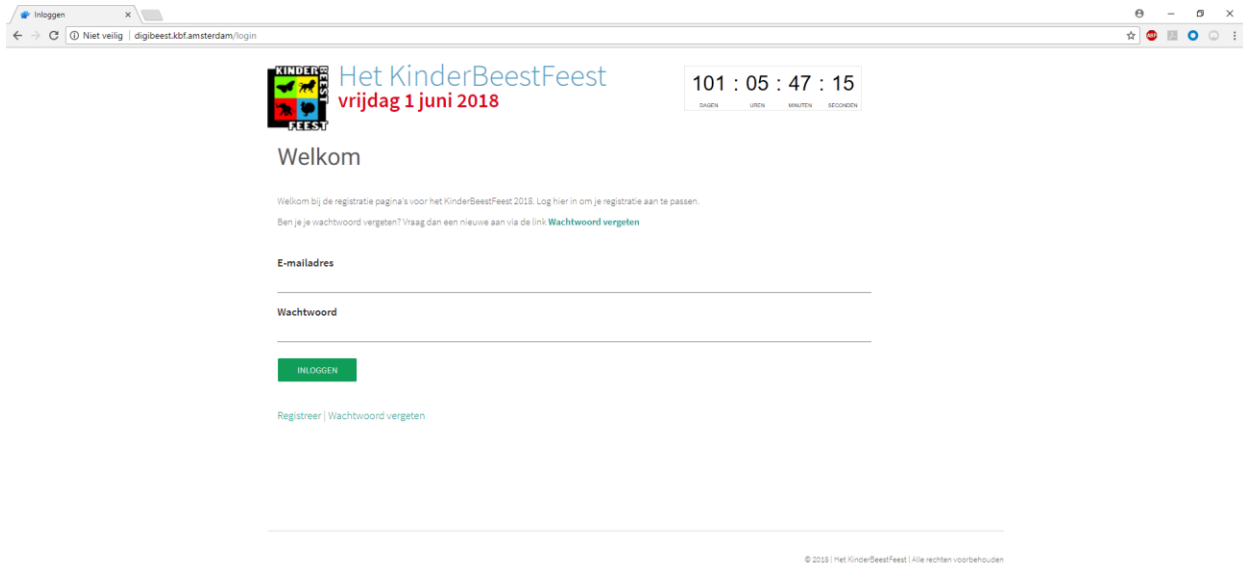 Inloggen
Niet veilig | digibeest.kbf.amsterdam/login
ABP
KINDER
BEEST
FEEST
Het KinderBeestFeest
vrijdag 1 juni 2018
101 : 05 : 47 : 15
DAGEN UREN MINUTEN SECONDEN
Welkom
Welkom bij de registratie pagina's voor het KinderBeestFeest 2018. Log hier in om je registratie aan te passen.
Ben je je wachtwoord vergeten? Vraag dan een nieuwe aan via de link Wachtwoord vergeten
E-mailadres
Wachtwoord
INLOGGEN
Registreer | Wachtwoord vergeten
© 2018 | Het KinderBeestFeest | Alle rechten voorbehouden